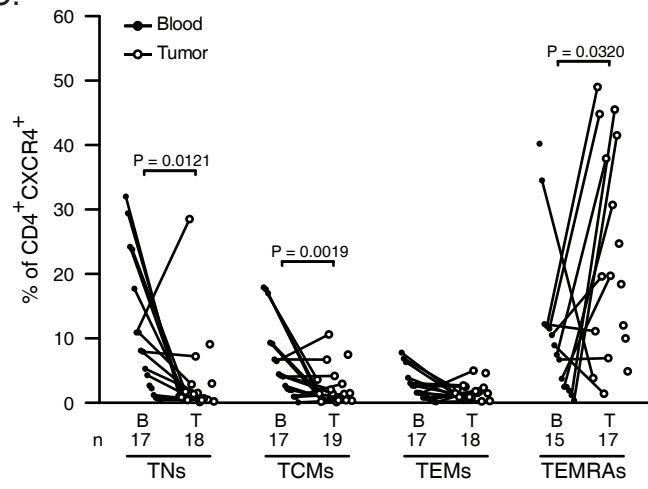 60
Blood
Tumor
50
40
30
20
10
0
% of CD4+CXCR4+
P = 0.0121
P = 0.0019
P = 0.0320
B T B T B T B T
n 17 18 17 19 17 18 15 17
TNs TCMs TEMs TEMRAs